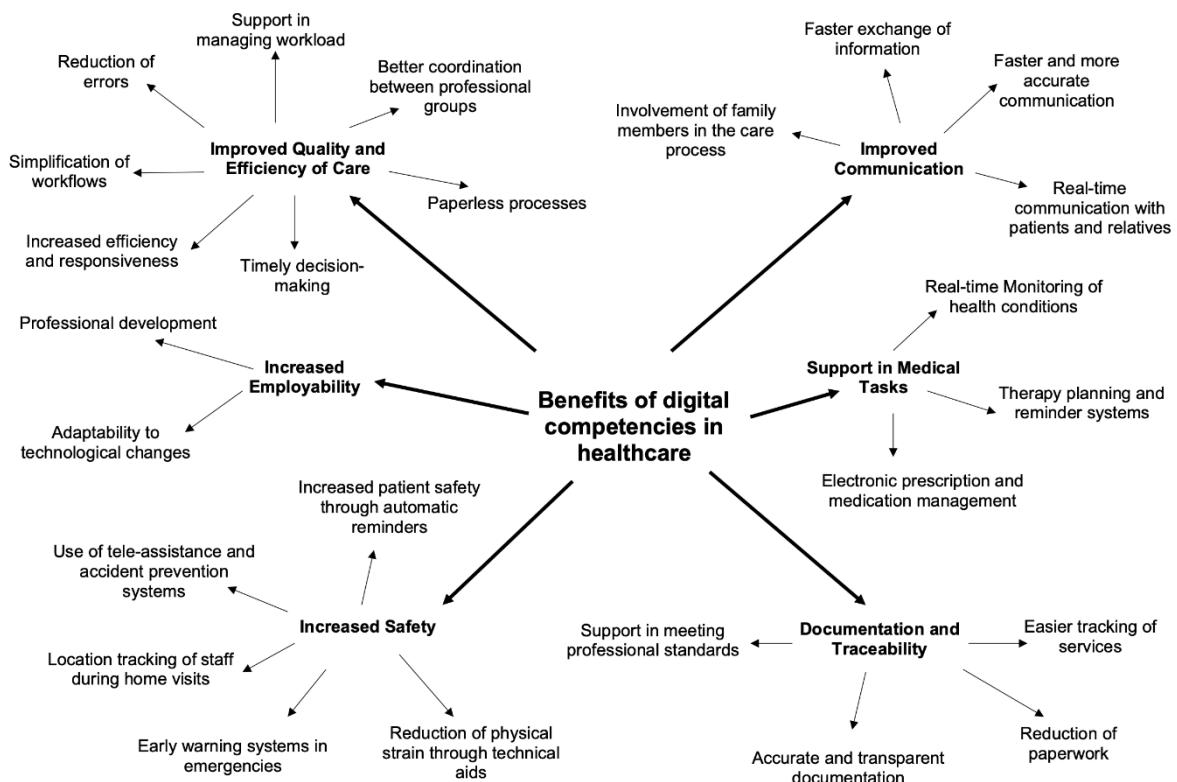 Support in
managing workload
Reduction of
errors
Better coordination
between professional
groups
Improved Quality and
Efficiency of Care
Simplification of
workflows
Paperless processes
Increased efficiency
and responsiveness
Timely decision-
making
Faster exchange of
information
Faster and more
accurate
communication
Involvement of family
members in the care
process
Improved
Communication
Real-time
communication with
patients and relatives
Professional development
Increased
Employability
Adaptability to
technological changes
Benefits of digital
competencies in
healthcare
Real-time Monitoring of
health conditions
Support in Medical
Tasks
Therapy planning and
reminder systems
Electronic prescription and
medication management
Increased patient safety
through automatic
reminders
Use of tele-assistance and
accident prevention
systems
Increased Safety
Location tracking of staff
during home visits
Early warning systems in
emergencies
Reduction of physical
strain through technical
aids
Support in meeting
professional standards
Documentation and
Traceability
Easier tracking of
services
Reduction of
paperwork
Accurate and transparent
documentation